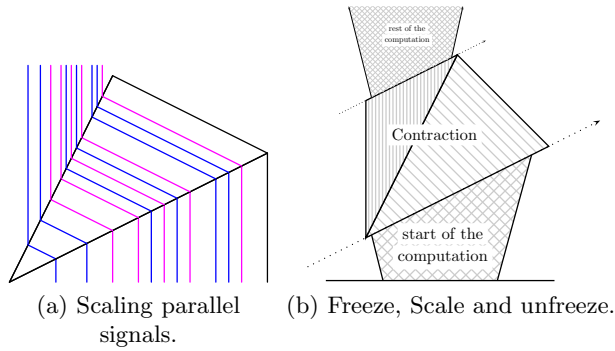 rest of the
computation
Contraction
start of the
computation
(a) Scaling parallel
signals.
(b) Freeze, Scale and unfreeze.